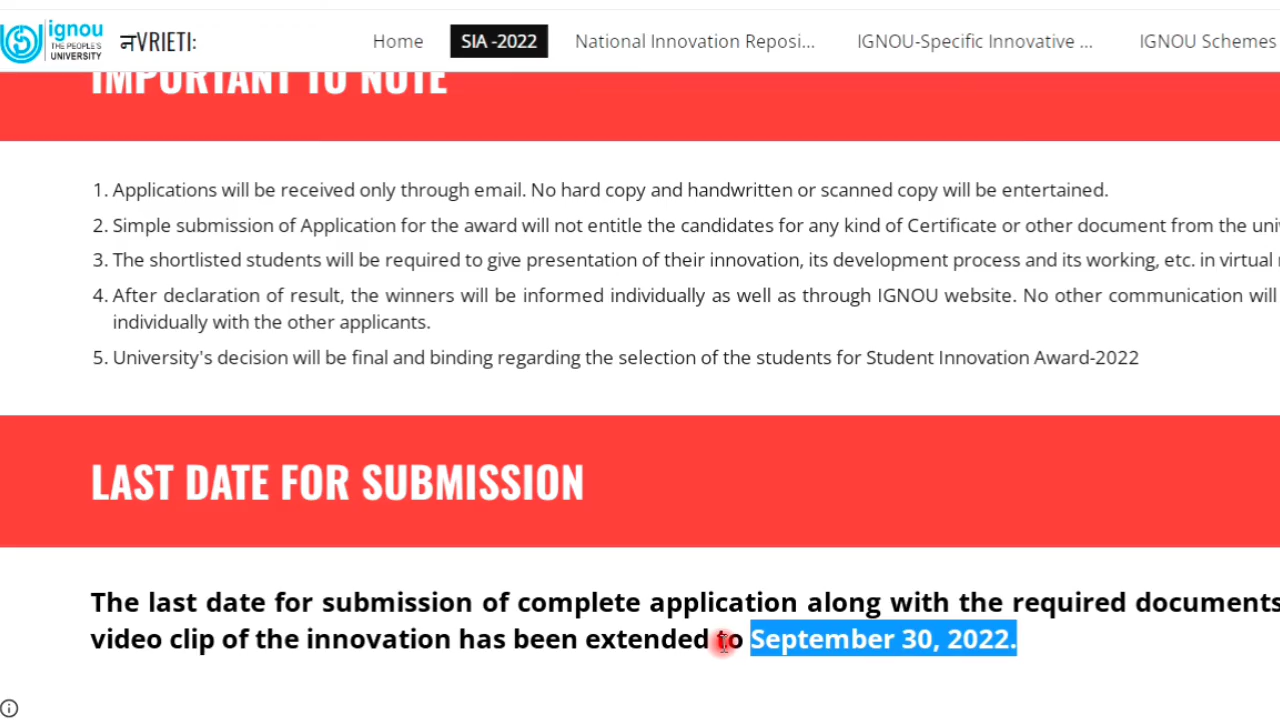 ignou
THE PEOPLE'S
UNIVERSITY
नVRIETI:
Home
SIA -2022
National Innovation Reposi...
IGNOU-Specific Innovative ...
IGNOU Schemes
IMPORTANT TO NOTE
1. Applications will be received only through email. No hard copy and handwritten or scanned copy will be entertained.
2. Simple submission of Application for the award will not entitle the candidates for any kind of Certificate or other document from the
3. The shortlisted students will be required to give presentation of their innovation, its development process and its working, etc. in virtual
4. After declaration of result, the winners will be informed individually as well as through IGNOU website. No other communication will
individually with the other applicants.
5. University's decision will be final and binding regarding the selection of the students for Student Innovation Award-2022
LAST DATE FOR SUBMISSION
The last date for submission of complete application along with the required documents
video clip of the innovation has been extended to September 30, 2022.